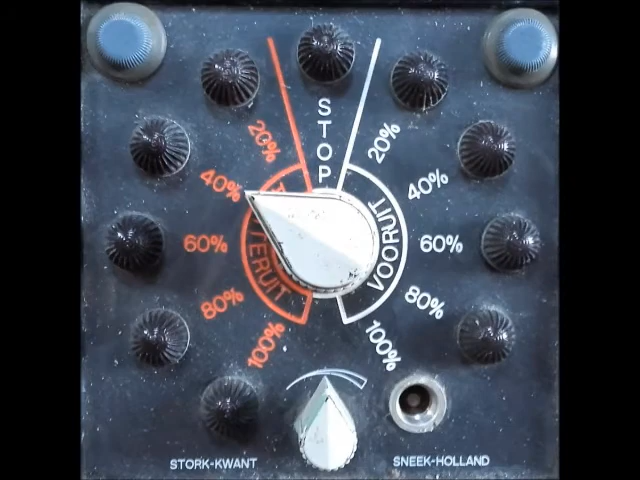 STOP
20%
40%
60%
80%
100%
20%
40%
60%
80%
100%
VOORUIT
STORK-KWANT
SNEEK-HOLLAND